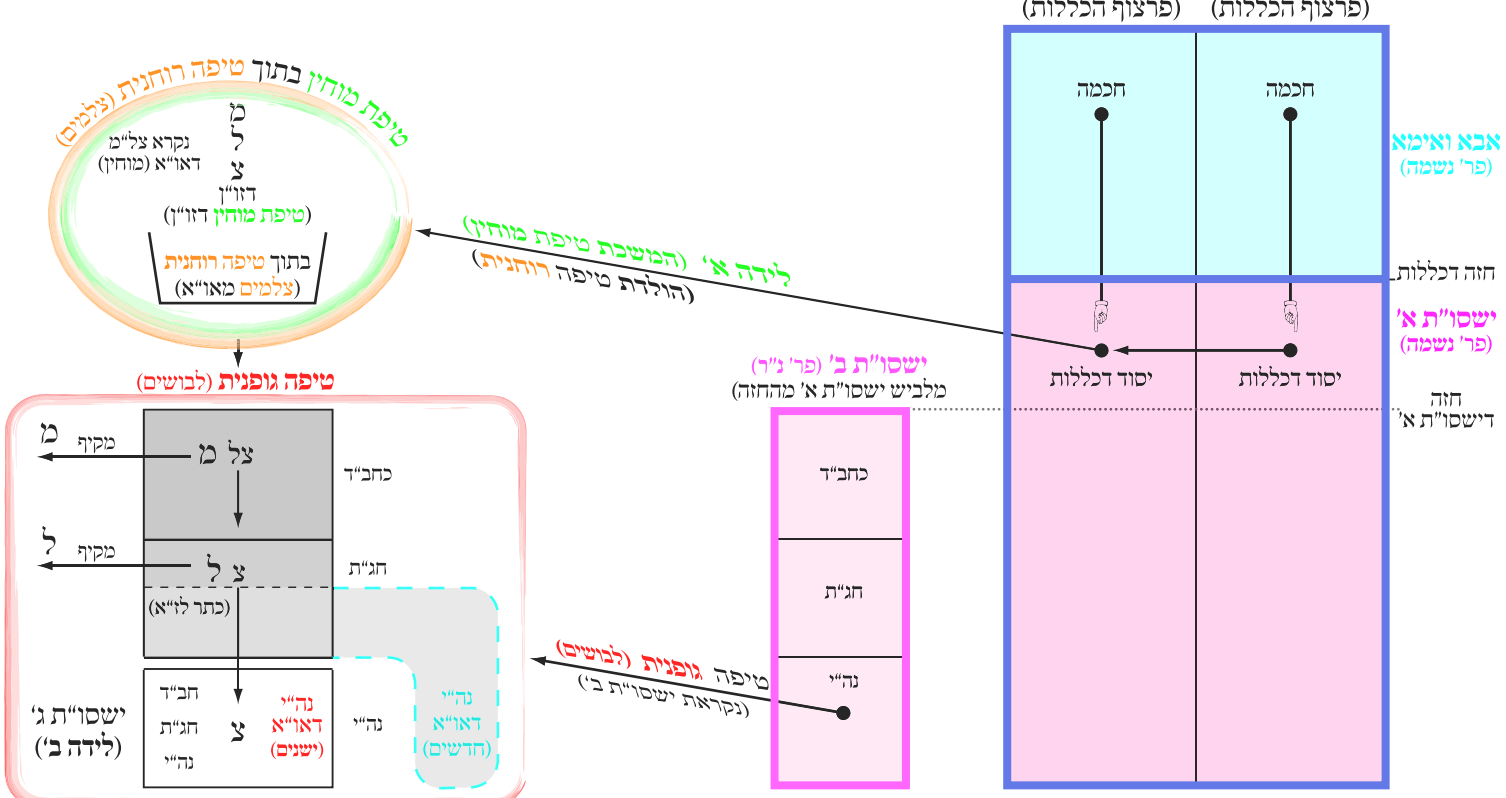 (פרצוף הכללות)
(פרצוף הכללות)
חכמה
חכמה
אבא ואימא
(פר' נשמה)
חזה דכללות
ישסו"ת א'
(פר' נשמה)
יסוד דכללות
יסוד דכללות
חזה
דישסו"ת א'
טיפת מוחין בתוך טיפה רוחנית (צלמים)
מ
ל
צ
נקרא צל"מ
דאו"א (מוחין)
דזו"ן
(טיפת מוחין דזו"ן)
בתוך טיפה רוחנית
(צלמים מאו"א)
לידה א' (המשכת טיפת מוחין)
(הולדת טיפה רוחנית)
ישסו"ת ב' (פר' נ"ר)
מלביש ישסו"ת א' מהחזה)
כחב"ד
חג"ת
נה"י
טיפה גופנית (לבושים)
(נקראת ישסו"ת ב')
טיפה גופנית (לבושים)
מ
מקיף
צל מ
כחב"ד
ל
מקיף
צ ל
חג"ת
(כתר לז"א)
חב"ד
חג"ת
נה"י
צ
נה"י
דאו"א
(ישנים)
נה"י
נה"י
דאו"א
(חדשים)
ישסו"ת ג'
(לידה ב')